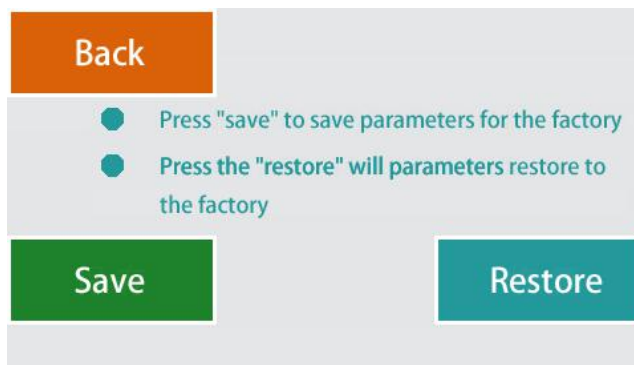 Back
Press "save" to save parameters for the factory
Press the "restore" will parameters restore to
the factory
Save
Restore